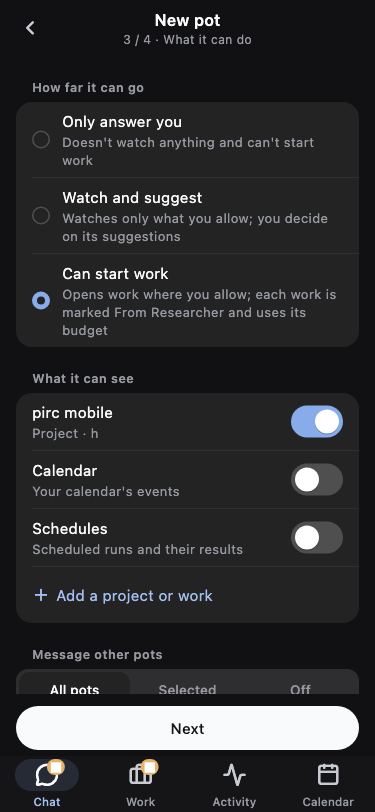 New pot
3 / 4 · What it can do
How far it can go
Only answer you
Doesn't watch anything and can't start
work
Watch and suggest
Watches only what you allow; you decide
on its suggestions
Can start work
Opens work where you allow; each work is
marked From Researcher and uses its
budget
What it can see
pirc mobile
Project · h
Calendar
Your calendar's events
Schedules
Scheduled runs and their results
+ Add a project or work
Message other pots
All pots Selected Off
Next
Chat Work Activity Calendar